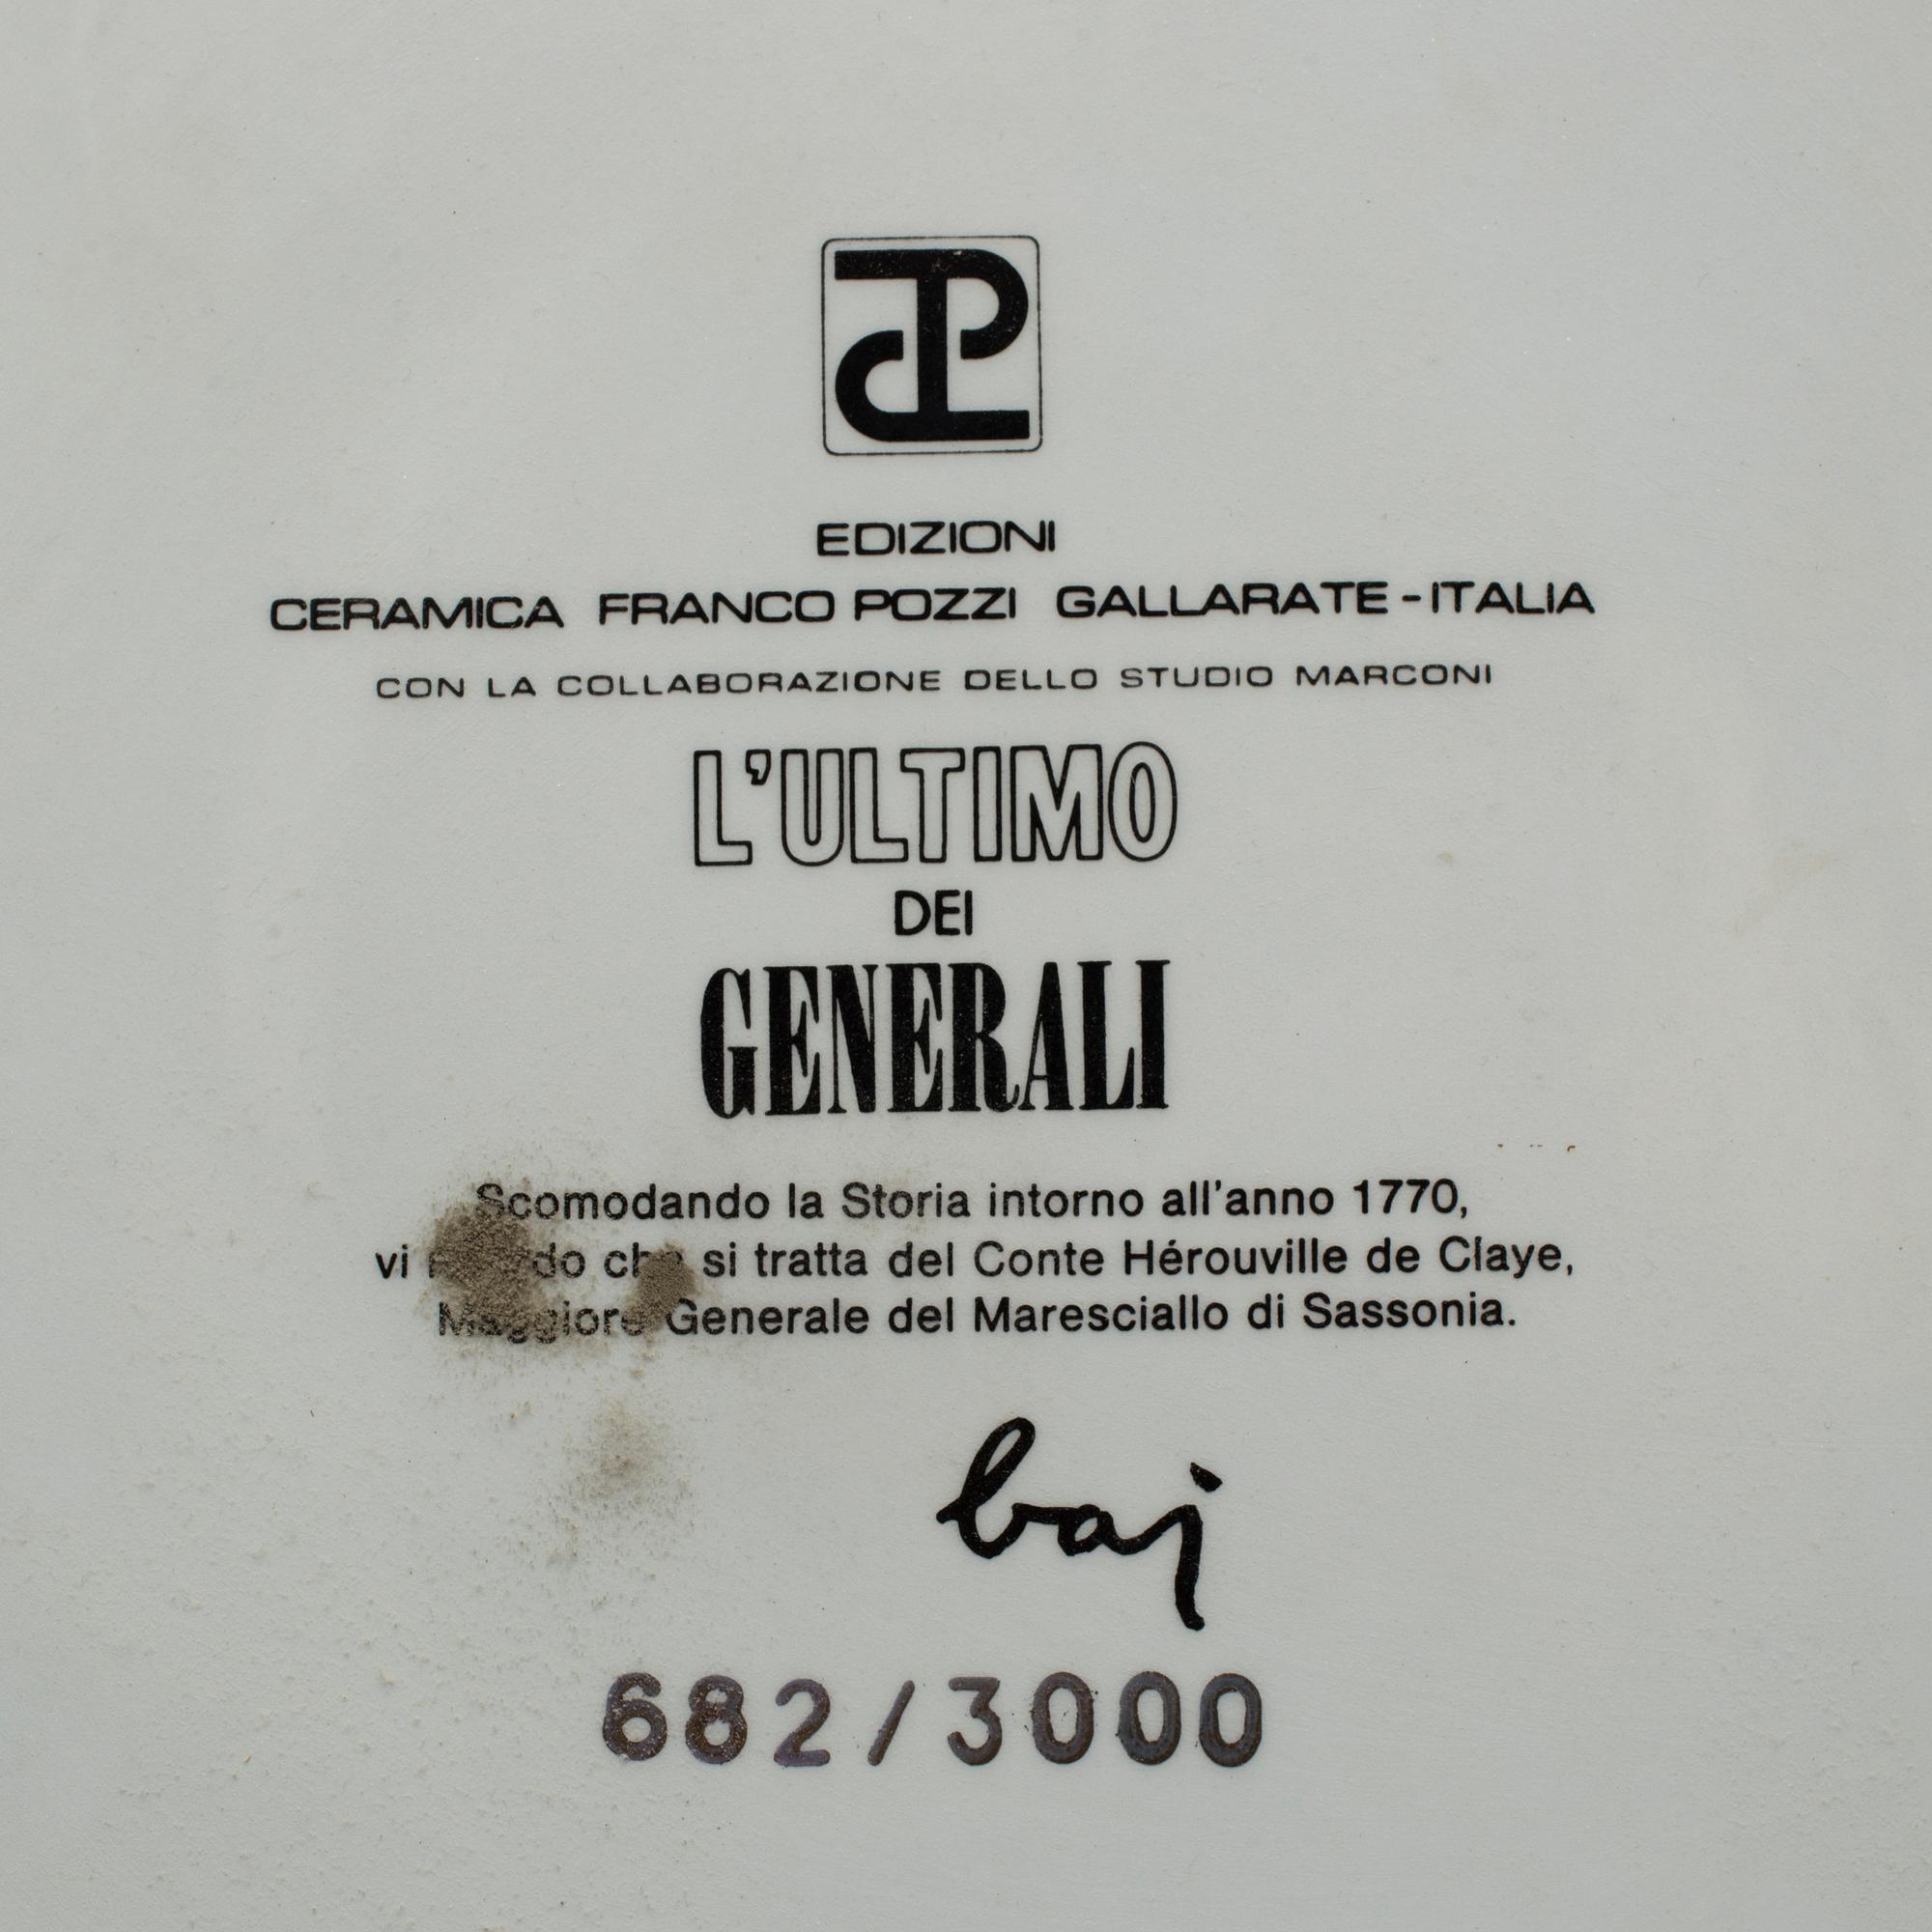 EDIZIONI
CERAMICA FRANCO POZZI GALLARATE-ITALIA
CON LA COLLABORAZIONE DELLO STUDIO MARCONI
L'ULTIMO
DEI
GENERALI
Scomodando la Storia intorno all'anno 1770,
vi che si tratta del Conte Hérouville de Claye,
Maggiore Generale del Maresciallo di Sassonia.
baj
682/3000